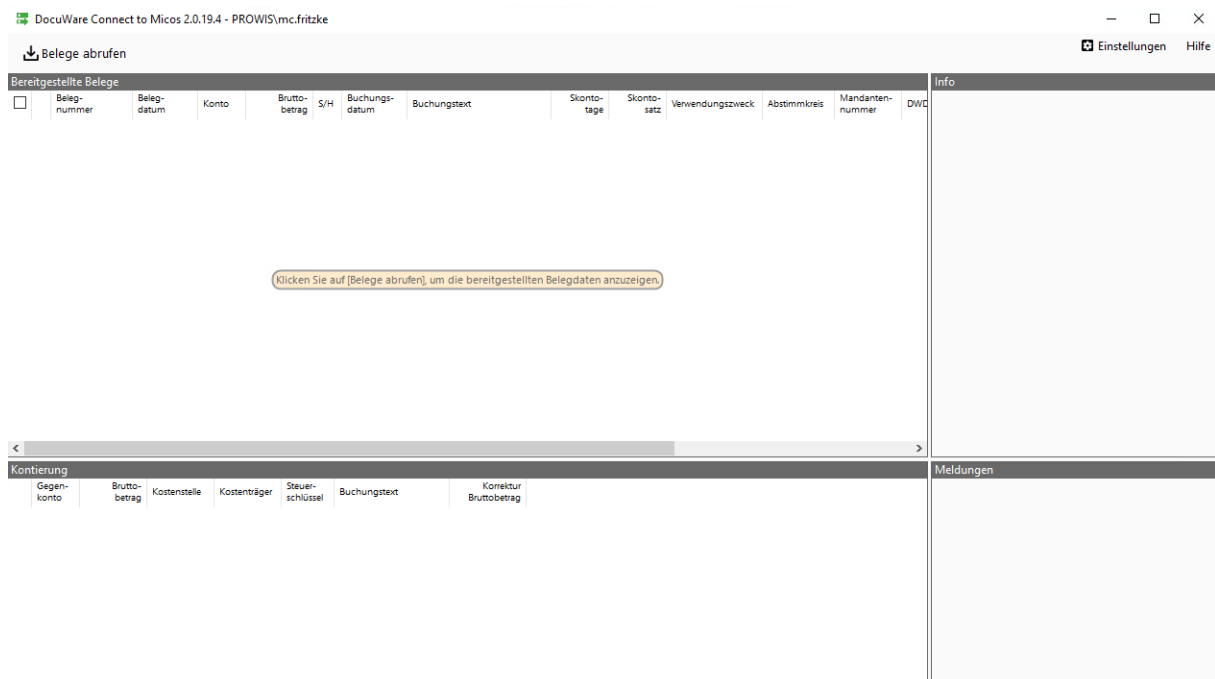 DocuWare Connect to Micos 2.0.19.4 - PROWIS\mc.fritzke
Belege abrufen
Einstellungen Hilfe
Bereitgestellte Belege
Beleg-
nummer
Beleg-
datum
Konto
Brutto-
betrag
S/H
Buchungs-
datum
Buchungstext
Skonto-
tage
Skonto-
satz
Verwendungszweck
Abstimmkreis
Mandanten-
nummer
DWD
Info
Klicken Sie auf [Belege abrufen], um die bereitgestellten Belegdaten anzuzeigen.
Kontierung
Gegen-
konto
Brutto-
betrag
Kostenstelle
Kostenträger
Steuer-
schlüssel
Buchungstext
Korrektur
Bruttobetrag
Meldungen